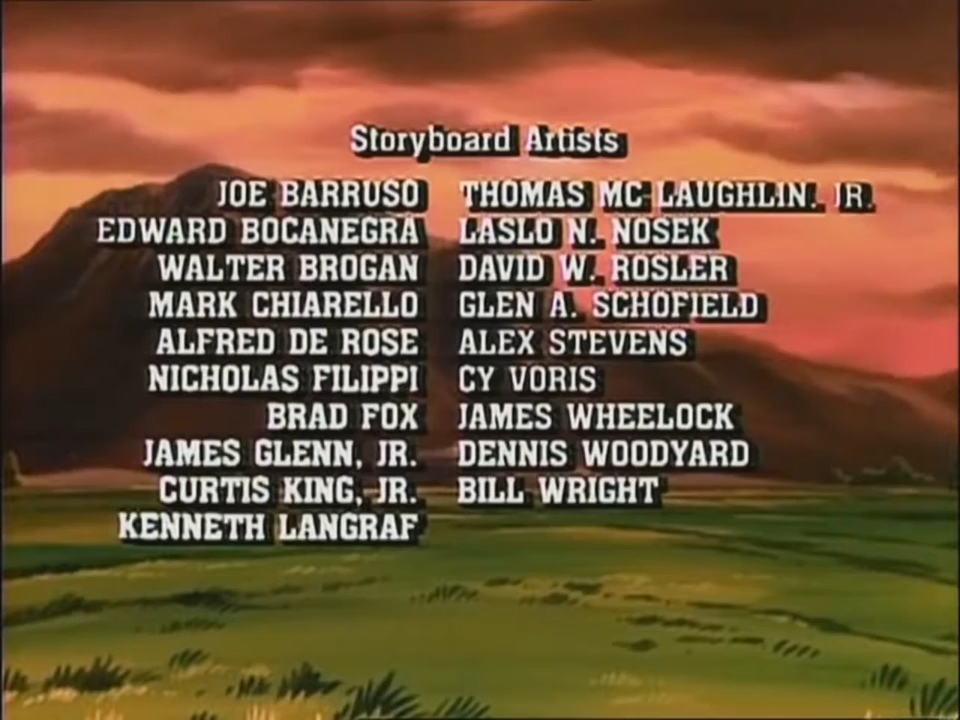 Storyboard Artists
JOE BARRUSO
EDWARD BOCANEGRA
WALTER BROGAN
MARK CHIARELLO
ALFRED DE ROSE
NICHOLAS FILIPPI
BRAD FOX
JAMES GLENN, JR.
CURTIS KING, JR.
KENNETH LANGRAF
THOMAS MC LAUGHLIN. JR.
LASLO N. NOSEK
DAVID W. ROSLER
GLEN A. SCHOFIELD
ALEX STEVENS
CY VORIS
JAMES WHEELOCK
DENNIS WOODYARD
BILL WRIGHT